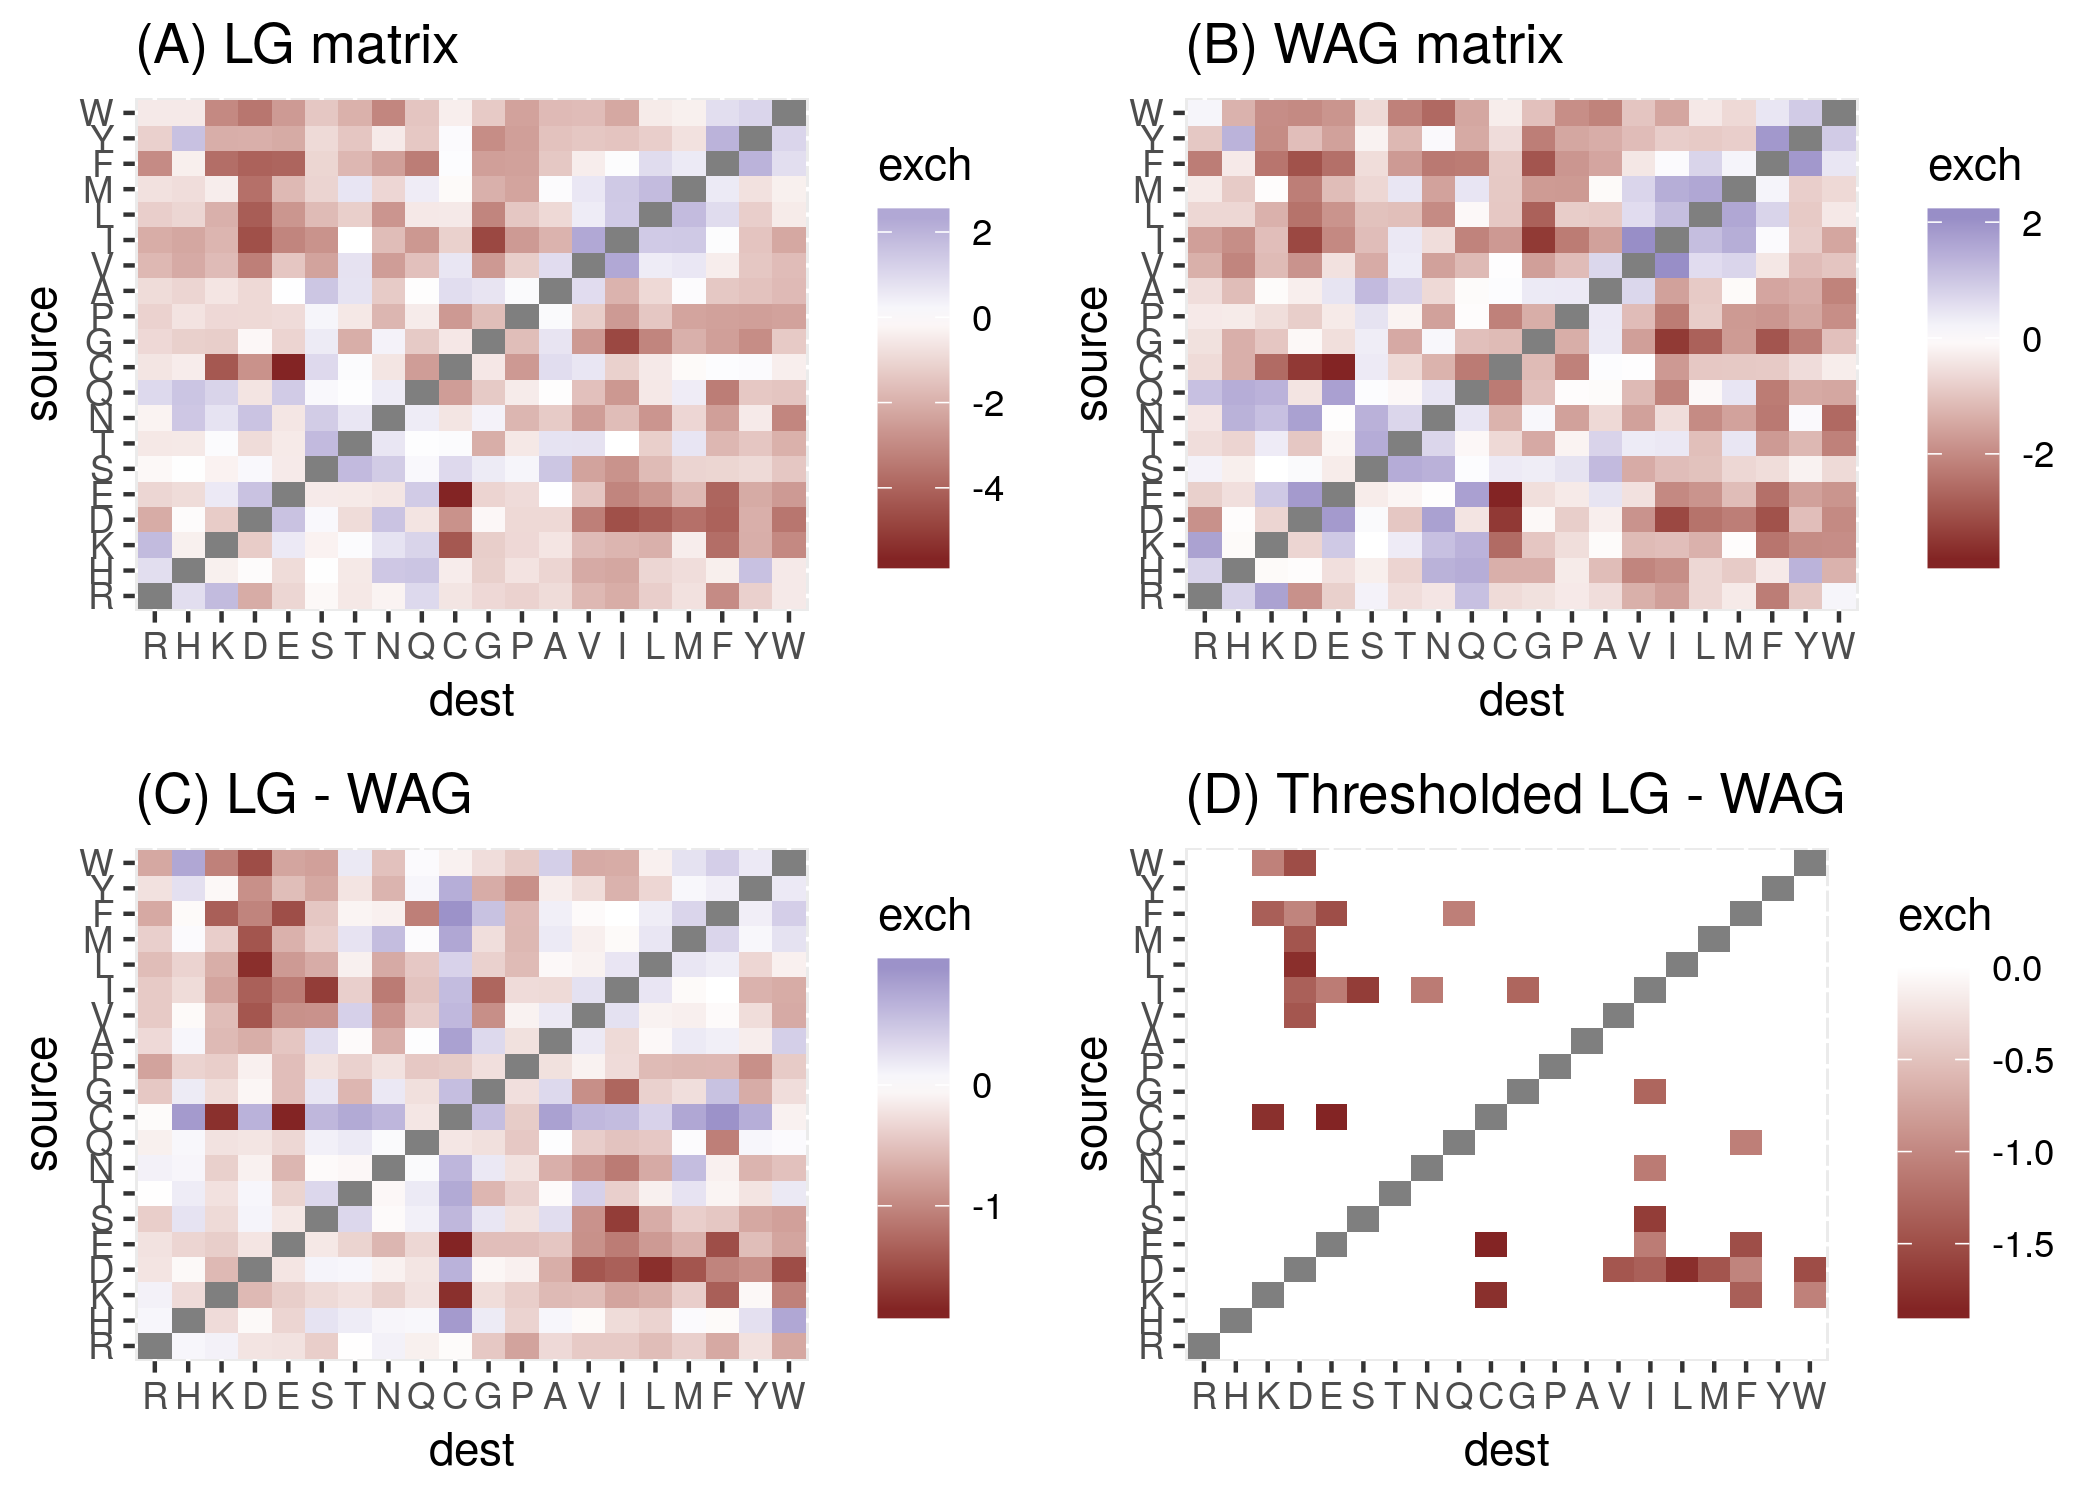 (A) LG matrix
source
W
Y
F
M
L
I
V
A
P
G
C
Q
N
T
S
E
D
K
H
R
R H K D E S T N Q C G P A V I L M F Y W
dest
exch
2
0
-2
-4
(B) WAG matrix
source
W
Y
F
M
L
I
V
A
P
G
C
Q
N
T
S
E
D
K
H
R
R H K D E S T N Q C G P A V I L M F Y W
dest
exch
2
0
-2
(C) LG - WAG
source
W
Y
F
M
L
I
V
A
P
G
C
Q
N
T
S
E
D
K
H
R
R H K D E S T N Q C G P A V I L M F Y W
dest
exch
0
-1
(D) Thresholded LG - WAG
source
W
Y
F
M
L
I
V
A
P
G
C
Q
N
T
S
E
D
K
H
R
R H K D E S T N Q C G P A V I L M F Y W
dest
exch
0.0
-0.5
-1.0
-1.5